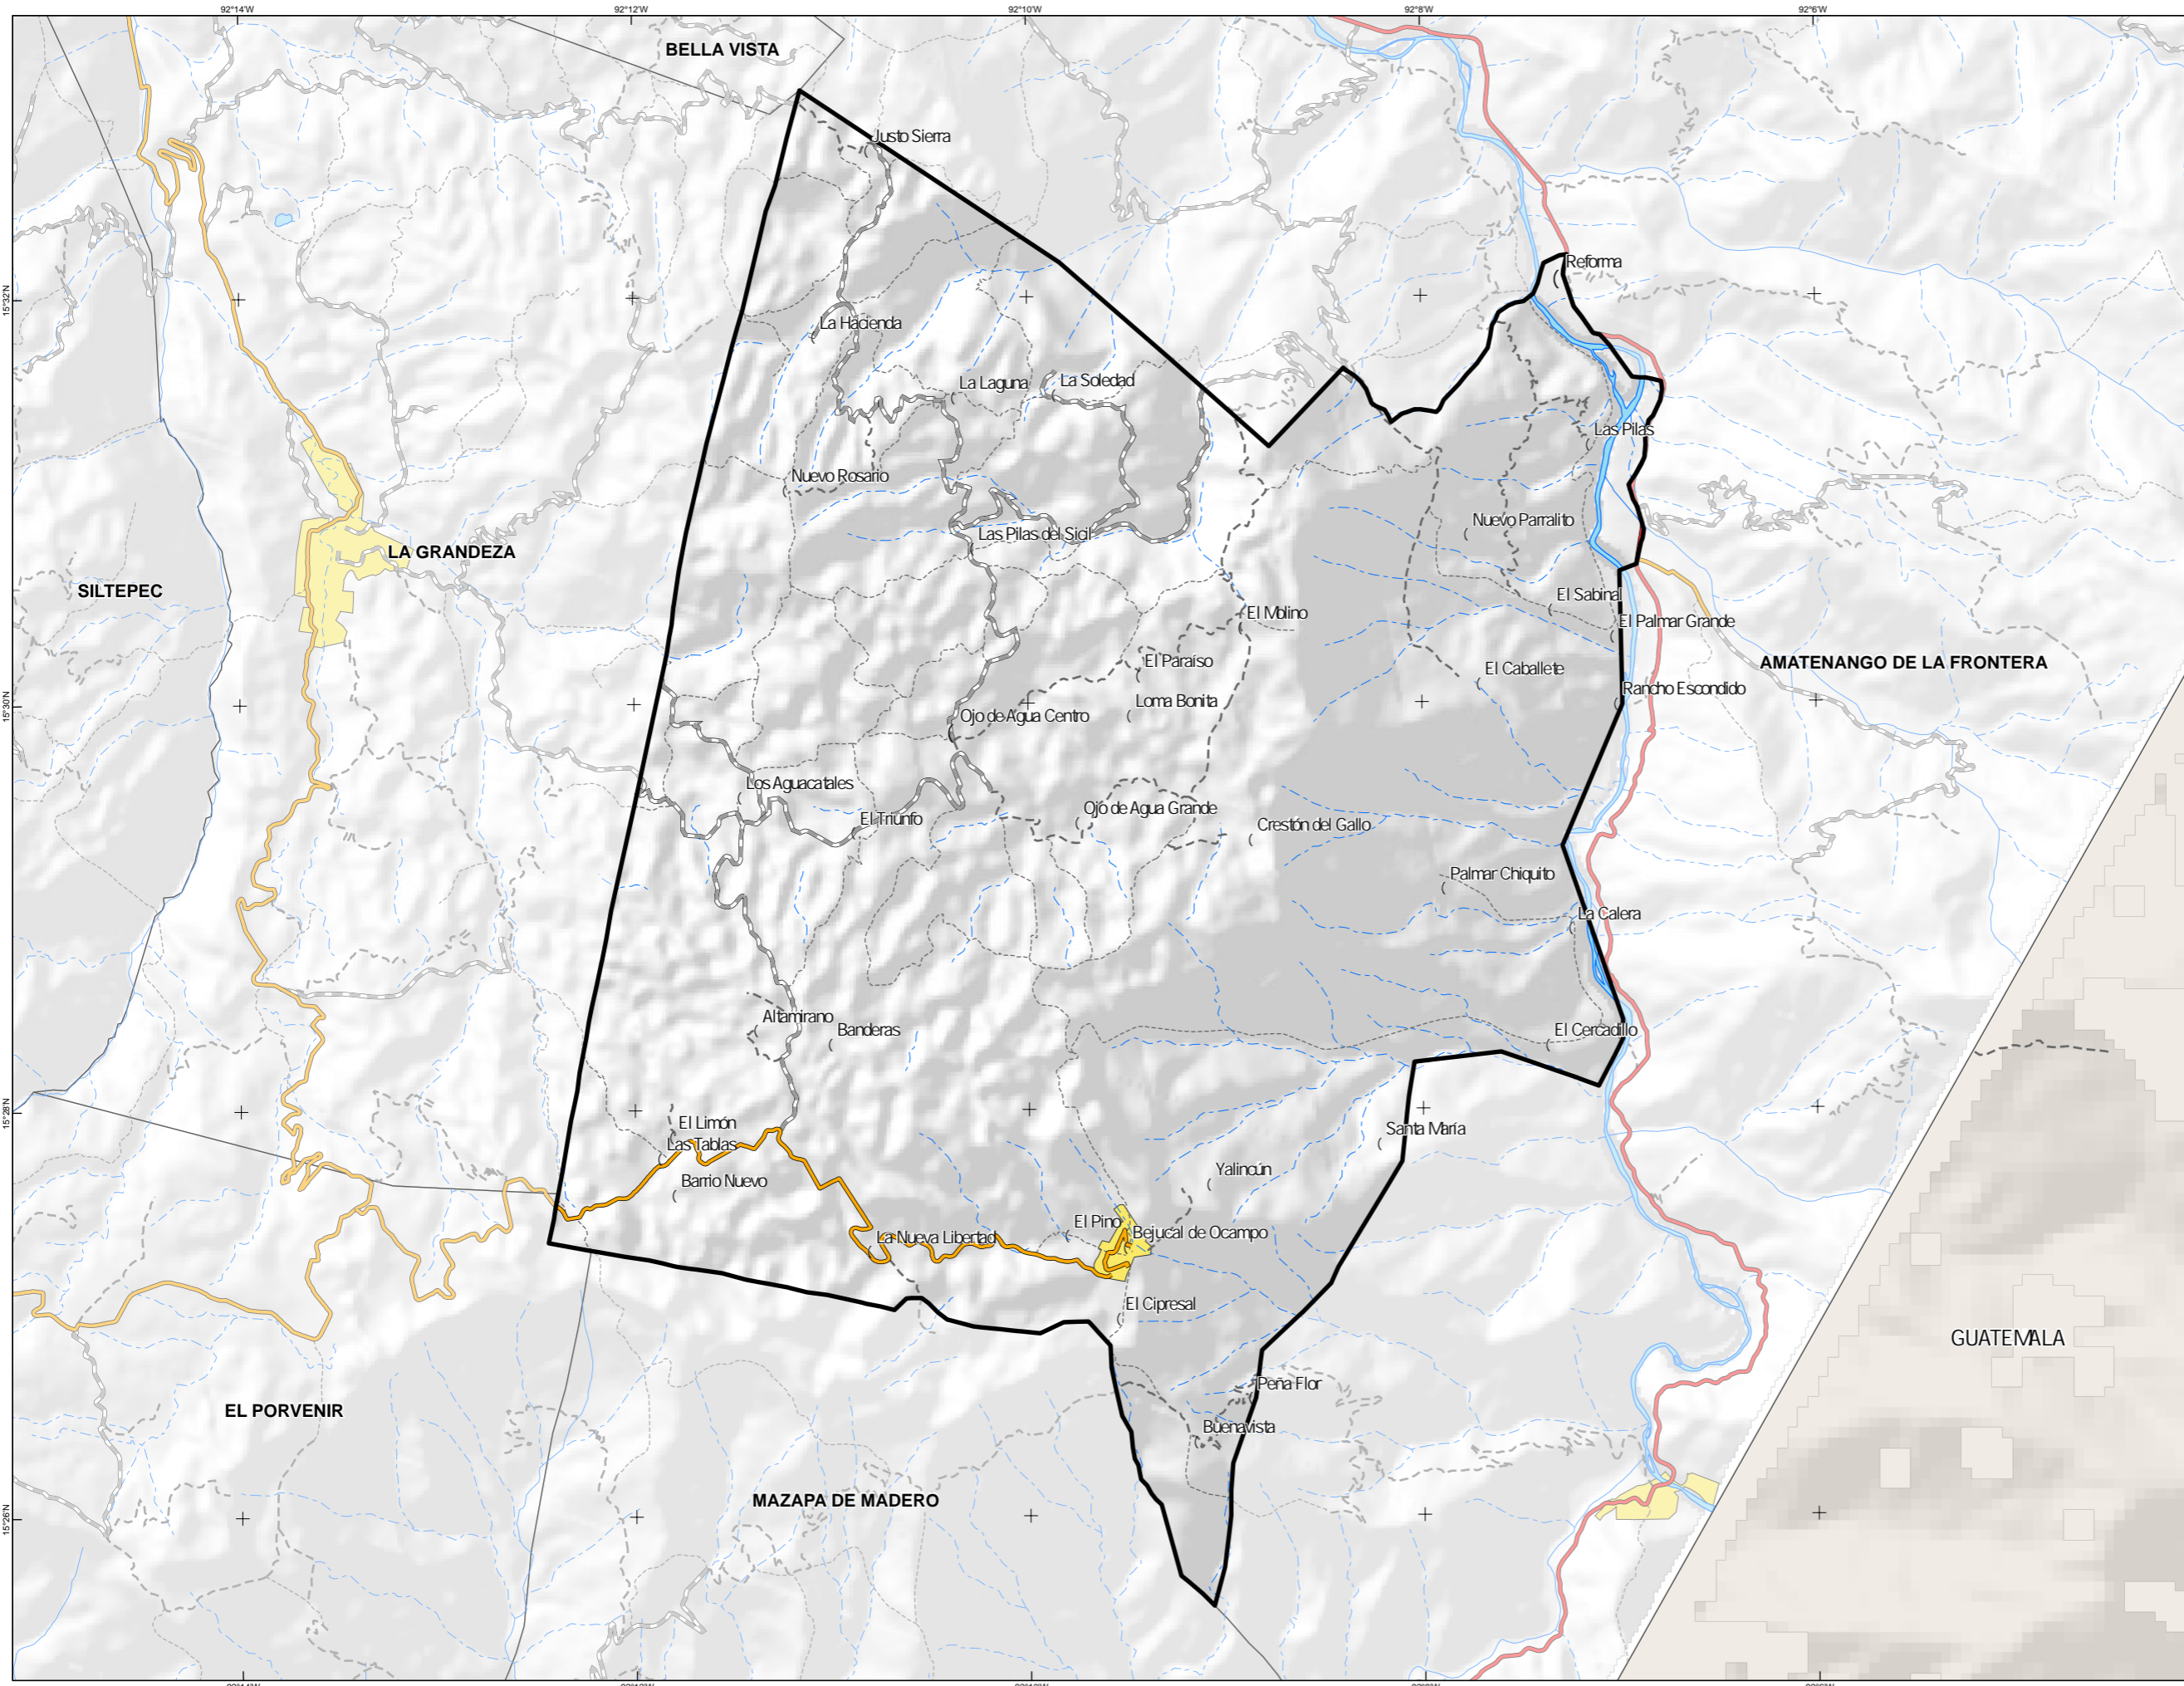 92°14'W
92°12'W
92°10'W
92°8'W
92°6'W
BELLA VISTA
Justo Sierra
Reforma
15°32'N
La Hacienda
La Laguna
La Soledad
Las Pilas
Nuevo Rosario
Nuevo Parralito
Las Pilas del Sicil
LA GRANDEZA
SILTEPEC
El Sabinal
El Molino
El Palmar Grande
El Paraíso
AMATENANGO DE LA FRONTERA
El Caballete
Rancho Escondido
Loma Bonita
15°30'N
Ojo de Agua Centro
Los Aguacatales
Ojo de Agua Grande
El Triunfo
Crestón del Gallo
Palmar Chiquito
La Calera
Altamirano
Banderas
El Cercadillo
15°28'N
El Limón
Santa María
Las Tablas
Yalincún
Barrio Nuevo
El Pino
Bejucal de Ocampo
La Nueva Libertad
El Cipresal
GUATEMALA
Peña Flor
EL PORVENIR
Buenavista
MAZAPA DE MADERO
15°26'N